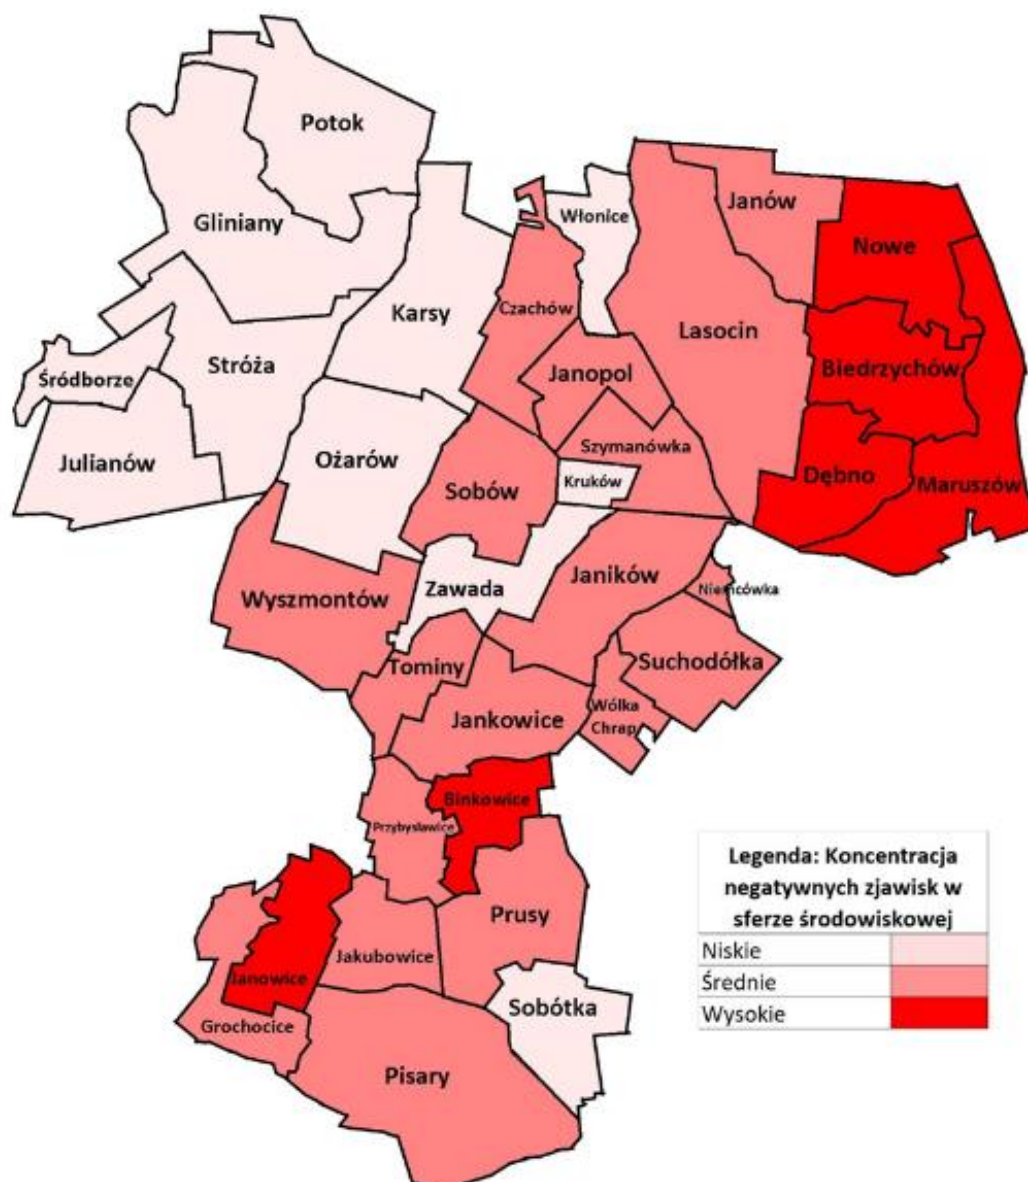 Potok
Gliniany
Włonice
Janów
Nowe
Karsy
Czachów
Lasocin
Stróża
Śródborze
Janopol
Biedrzychów
Julianów
Ożarów
Szymanówka
Sobów
Kruków
Dębno
Maruszów
Zawada
Janików
Niemcówka
Wyszmontów
Tominy
Suchodółka
Jankowice
Wólka
Chrap
Binkowice
Przybysławice
Prusy
Jakubowice
Janowice
Sobótka
Grochocice
Pisary
Legenda: Koncentracja
negatywnych zjawisk w
sferze środowiskowej
Niskie
Średnie
Wysokie